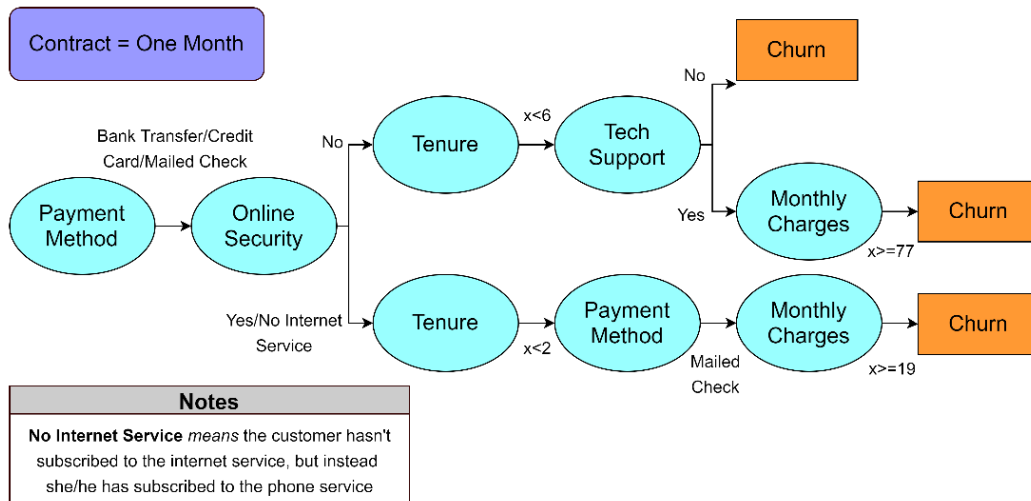 Contract = One Month
Churn
No
x<6
Tenure
Tech
Support
No
Bank Transfer/Credit
Card/Mailed Check
Payment
Method
Online
Security
Yes
Monthly
Charges
x>=77
Churn
Yes/No Internet
Service
Tenure
x<2
Payment
Method
Mailed
Check
Monthly
Charges
x>=19
Churn
Notes
No Internet Service means the customer hasn't
subscribed to the internet service, but instead
she/he has subscribed to the phone service